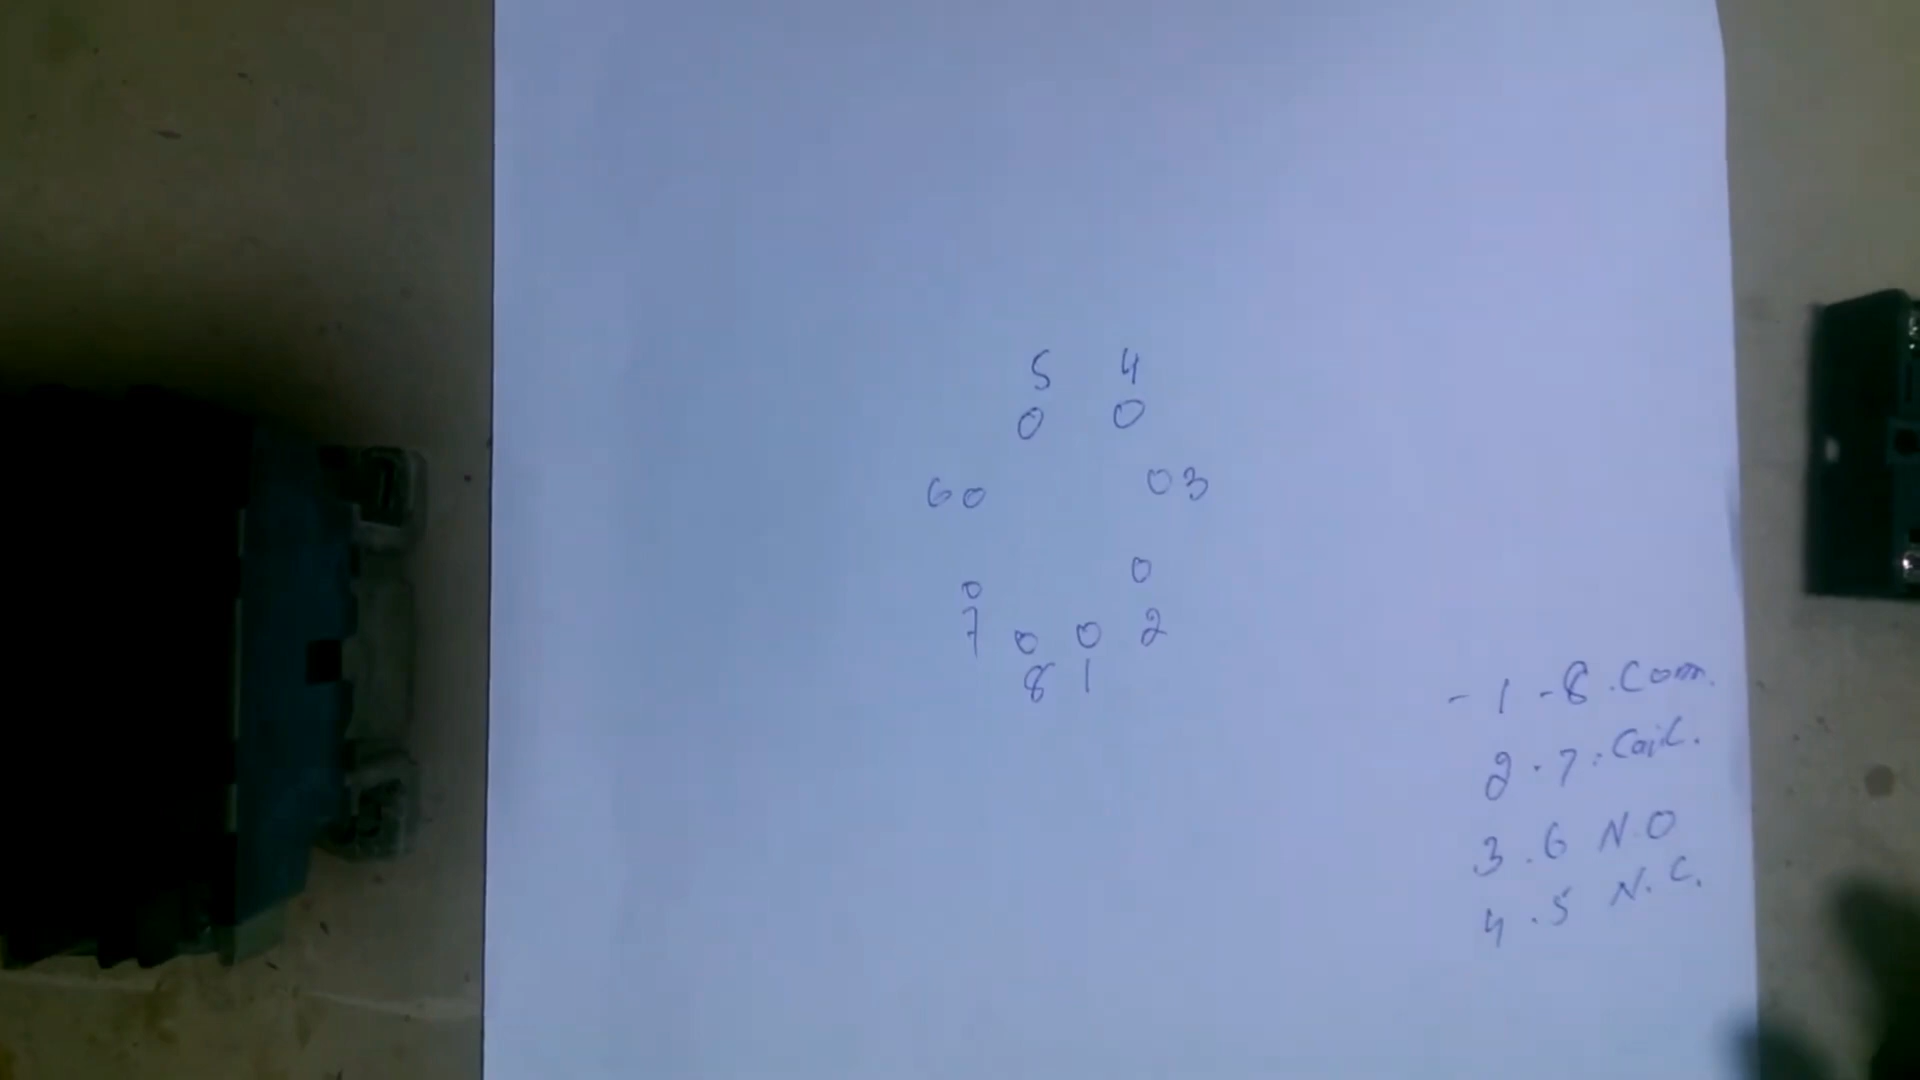 5 4
0 0
6 0 0 3
0 0
7 0 0 2
8 1
- 1 - 8 . Com.
2 . 7 : Coil.
3 . 6 N.O
4 . 5 N.C.